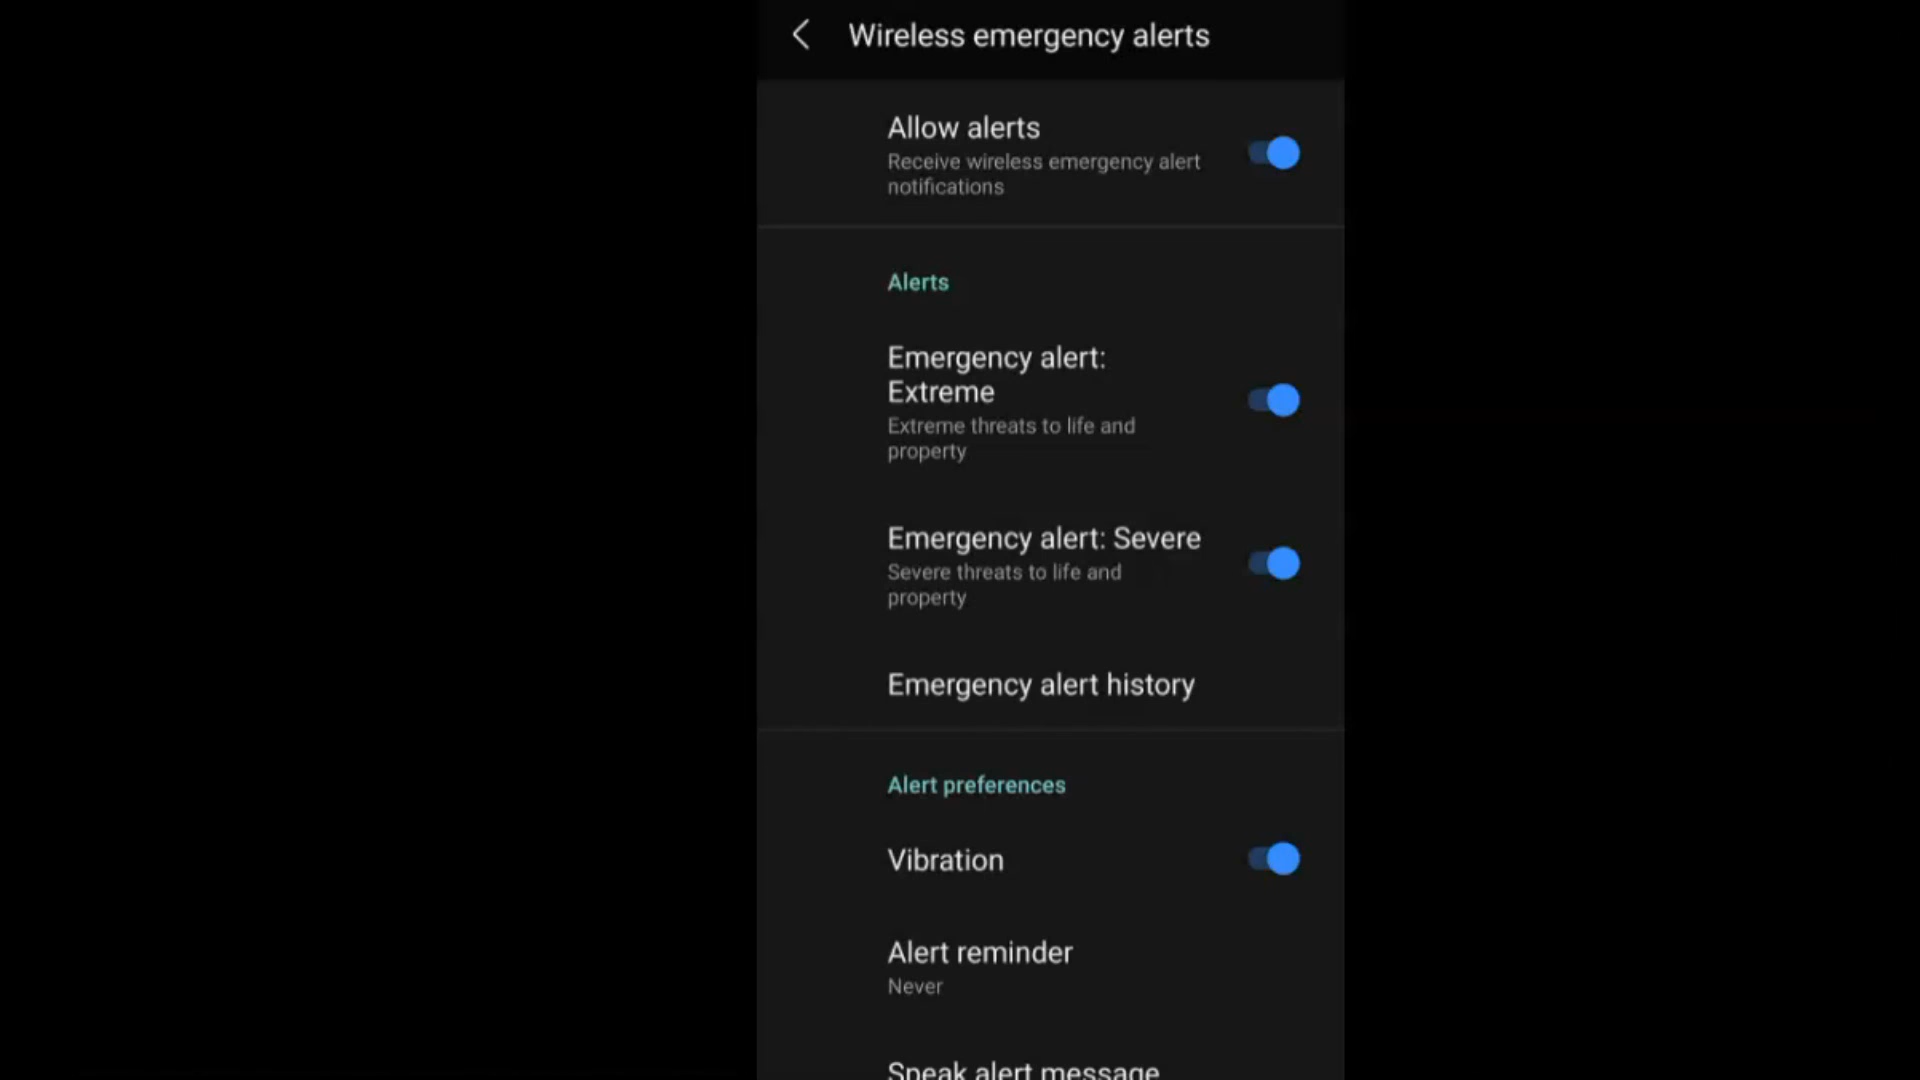 Wireless emergency alerts
Allow alerts
Receive wireless emergency alert
notifications
Alerts
Emergency alert:
Extreme
Extreme threats to life and
property
Emergency alert: Severe
Severe threats to life and
property
Emergency alert history
Alert preferences
Vibration
Alert reminder
Never
Speak alert message